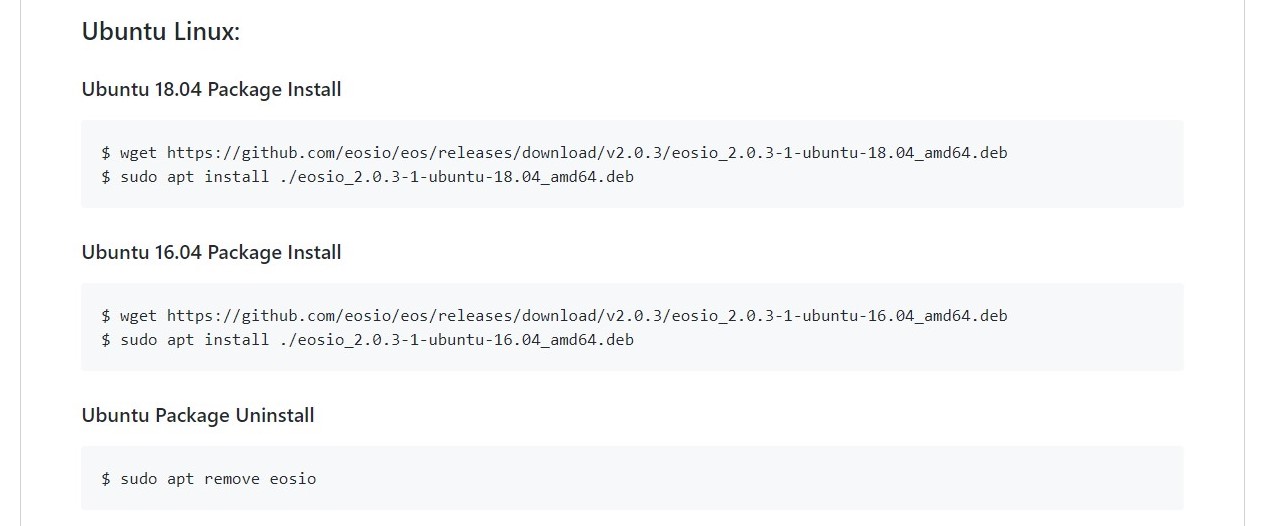 Ubuntu Linux:
Ubuntu 18.04 Package Install
$ wget https://github.com/eosio/eos/releases/download/v2.0.3/eosio_2.0.3-1-ubuntu-18.04_amd64.deb
$ sudo apt install ./eosio_2.0.3-1-ubuntu-18.04_amd64.deb
Ubuntu 16.04 Package Install
$ wget https://github.com/eosio/eos/releases/download/v2.0.3/eosio_2.0.3-1-ubuntu-16.04_amd64.deb
$ sudo apt install ./eosio_2.0.3-1-ubuntu-16.04_amd64.deb
Ubuntu Package Uninstall
$ sudo apt remove eosio